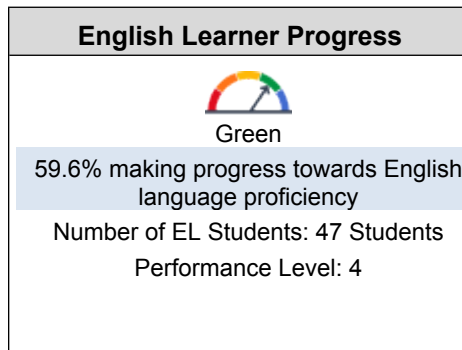 English Learner Progress
Green
59.6% making progress towards English
language proficiency
Number of EL Students: 47 Students
Performance Level: 4